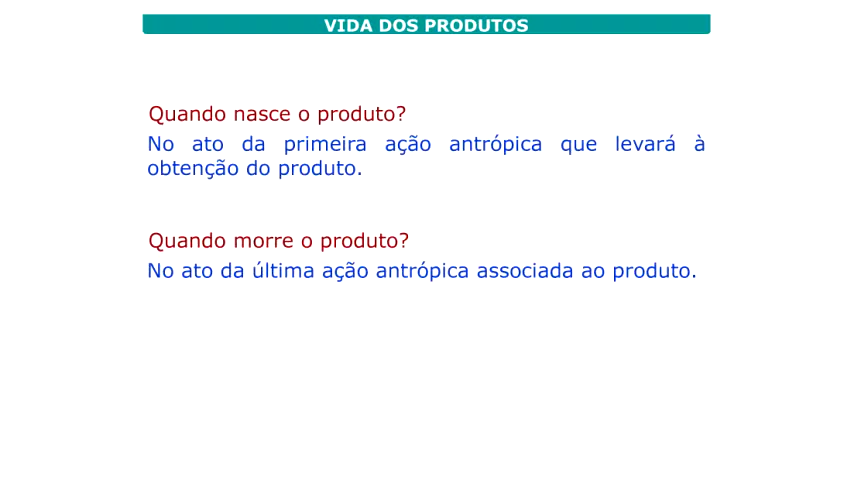 VIDA DOS PRODUTOS
Quando nasce o produto?
No ato da primeira ação antrópica que levará à
obtenção do produto.
Quando morre o produto?
No ato da última ação antrópica associada ao produto.